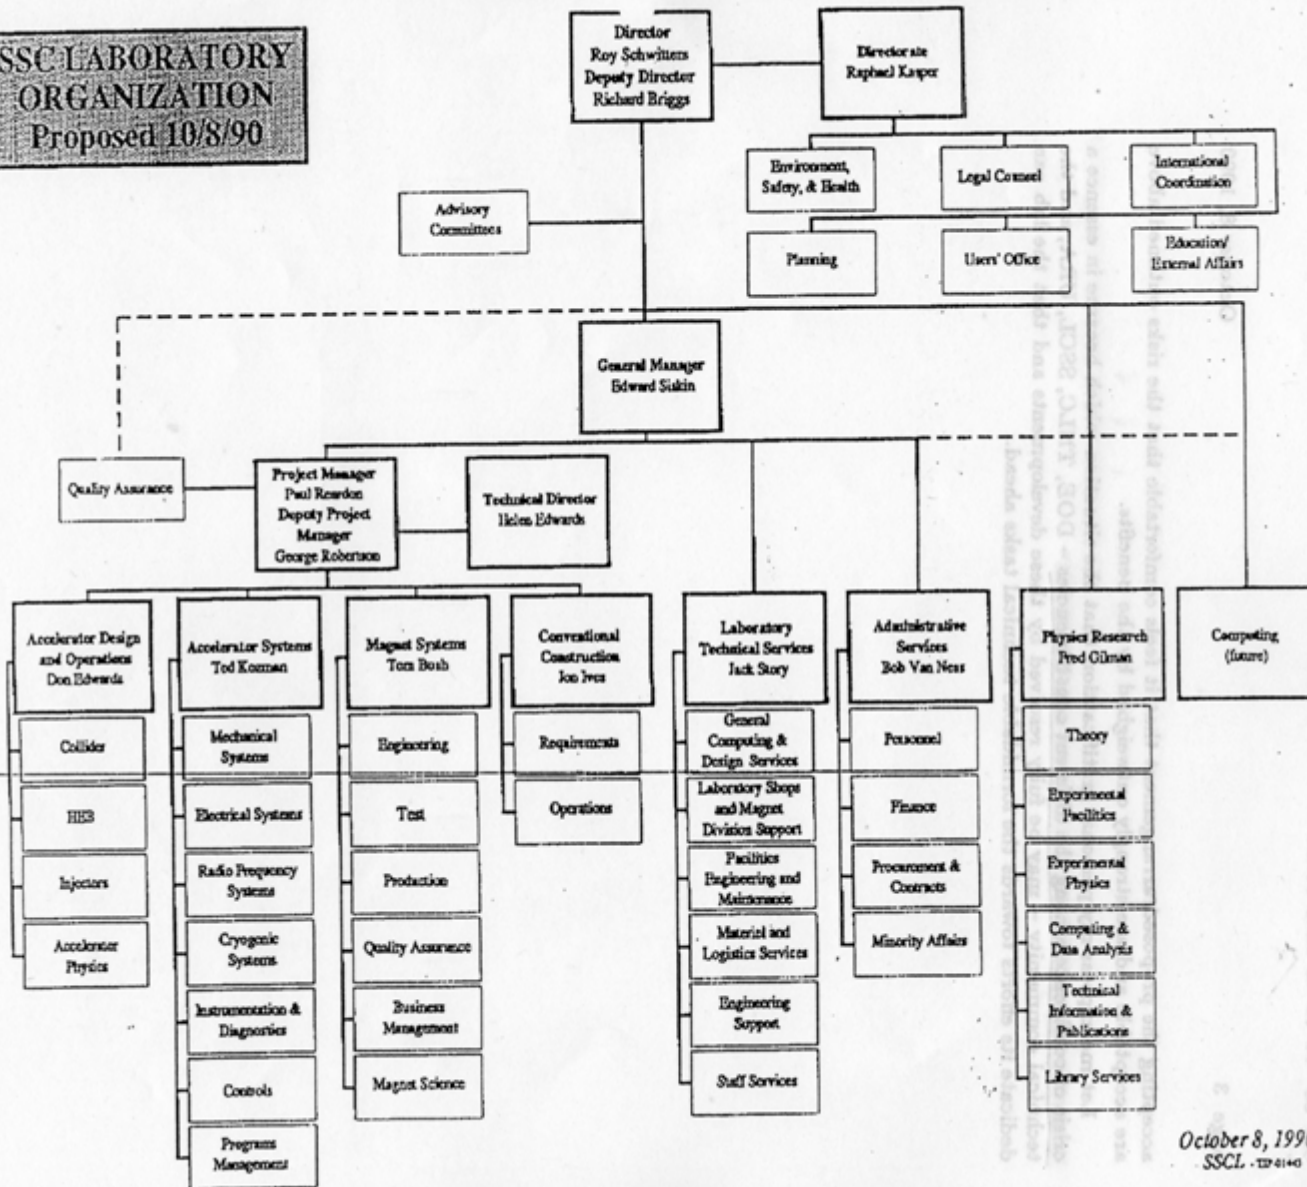 SSC LABORATORY
ORGANIZATION
Proposed 10/8/90
Director
Roy Schwitters
Deputy Director
Richard Briggs
Directorate
Raphael Kasper
Environment,
Safety, & Health
Legal Counsel
International
Coordination
Advisory
Committees
Planning
Users' Office
Education/
External Affairs
General Manager
Edward Siskin
Quality Assurance
Project Manager
Paul Reardon
Deputy Project
Manager
George Robertson
Technical Director
Helen Edwards
Accelerator Design
and Operations
Don Edwards
Collider
HEB
Injectors
Accelerator
Physics
Accelerator Systems
Tod Kozman
Mechanical
Systems
Electrical Systems
Radio Frequency
Systems
Cryogenic
Systems
Instrumentation &
Diagnostics
Controls
Programs
Management
Magnet Systems
Tom Bush
Engineering
Test
Production
Quality Assurance
Business
Management
Magnet Science
Conventional
Construction
Jon Ives
Requirements
Operations
Laboratory
Technical Services
Jack Story
General
Computing &
Design Services
Laboratory Shops
and Magnet
Division Support
Facilities
Engineering and
Maintenance
Materiel and
Logistics Services
Engineering
Support
Staff Services
Administrative
Services
Bob Van Ness
Personnel
Finance
Procurement &
Contracts
Minority Affairs
Physics Research
Fred Gilman
Theory
Experimental
Facilities
Experimental
Physics
Computing &
Data Analysis
Technical
Information &
Publications
Library Services
Computing
(future)
October 8, 199
SSCL -